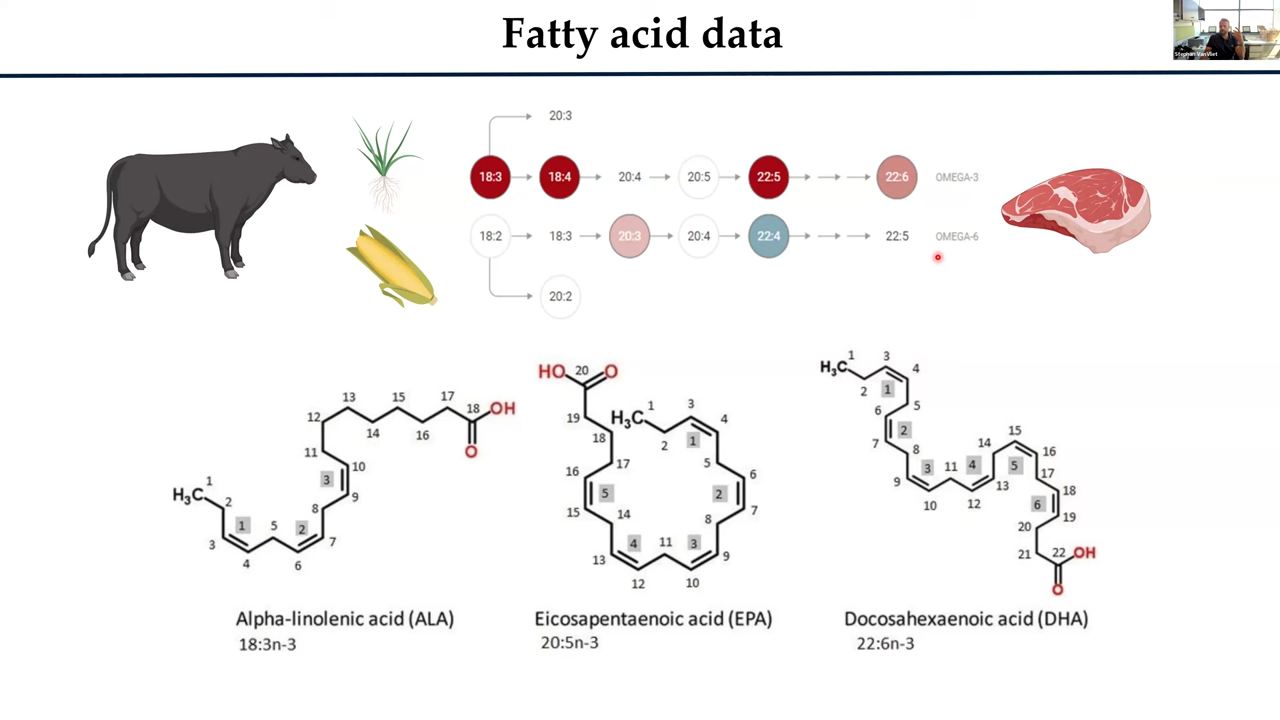 Fatty acid data
Stephan Van Vliet
20:3
18:3 18:4 20:4 20:5 22:5 22:6 OMEGA-3
18:2 18:3 20:3 20:4 22:4 22:5 OMEGA-6
20:2
H₃C 1 2 3 4 5 6 7 8 9 10 11 12 13 14 15 16 17 18 OH O
1 2 3
HO 20 O 19 18 17 16 15 14 13 12 11 10 9 8 7 6 5 4 3 2 1 H₃C
1 2 3 4 5
H₃C 1 2 3 4 5 6 7 8 9 10 11 12 13 14 15 16 17 18 19 20 21 22 OH O
1 2 3 4 5 6
Alpha-linolenic acid (ALA)
18:3n-3
Eicosapentaenoic acid (EPA)
20:5n-3
Docosahexaenoic acid (DHA)
22:6n-3